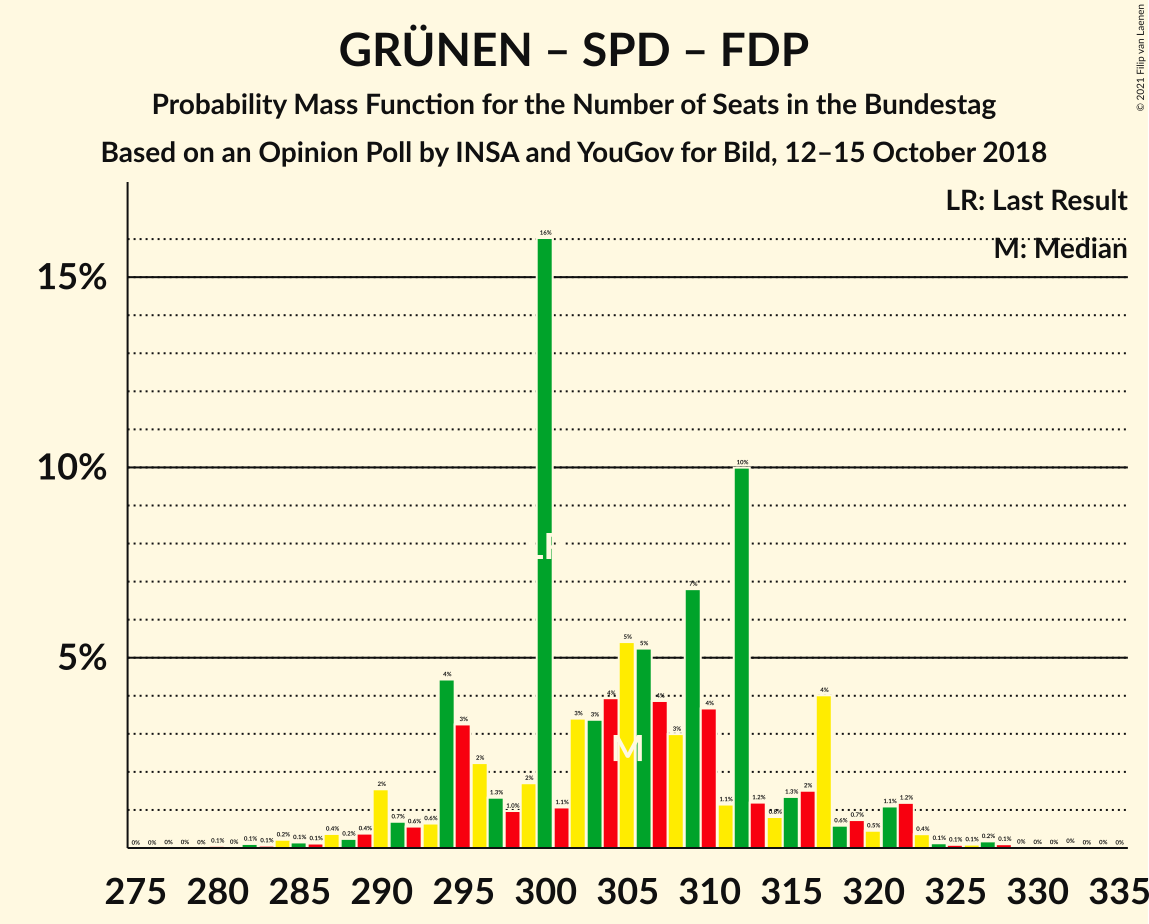 GRÜNEN – SPD – FDP
Probability Mass Function for the Number of Seats in the Bundestag
Based on an Opinion Poll by INSA and YouGov for Bild, 12–15 October 2018
© 2021 Filip van Laenen
LR: Last Result
M: Median
15%
10%
5%
0% 0% 0% 0% 0% 0.1% 0% 0.1% 0.1% 0.2% 0.1% 0.1% 0.4% 0.2% 0.4% 2% 0.7% 0.6% 0.6% 4% 3% 2% 1.3% 1.0% 2% 16% 1.1% 3% 3% 4% 5% 5% 4% 3% 7% 4% 1.1% 10% 1.2% 0.8% 1.3% 2% 4% 0.6% 0.7% 0.5% 1.1% 1.2% 0.4% 0.1% 0.1% 0.1% 0.2% 0.1% 0% 0% 0% 0% 0% 0% 0%
LR
M
275 280 285 290 295 300 305 310 315 320 325 330 335